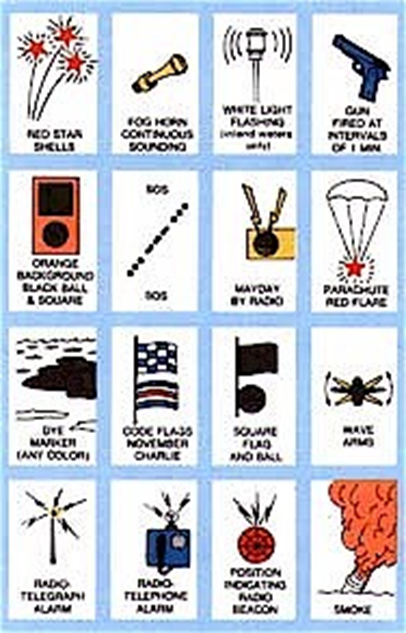 RED STAR
SHELLS
FOG HORN
CONTINUOUS
SOUNDING
WHITE LIGHT
FLASHING
(inland waters
only)
GUN
FIRED AT
INTERVALS
OF 1 MIN.
ORANGE
BACKGROUND
BLACK BALL
& SQUARE
SOS
SOS
MAYDAY
BY RADIO
PARACHUTE
RED FLARE
DYE
MARKER
(ANY COLOR)
CODE FLAGS
NOVEMBER
CHARLIE
SQUARE
FLAG
AND BALL
WAVE
ARMS
RADIO-
TELEGRAPH
ALARM
RADIO-
TELEPHONE
ALARM
POSITION
INDICATING
RADIO
BEACON
SMOKE